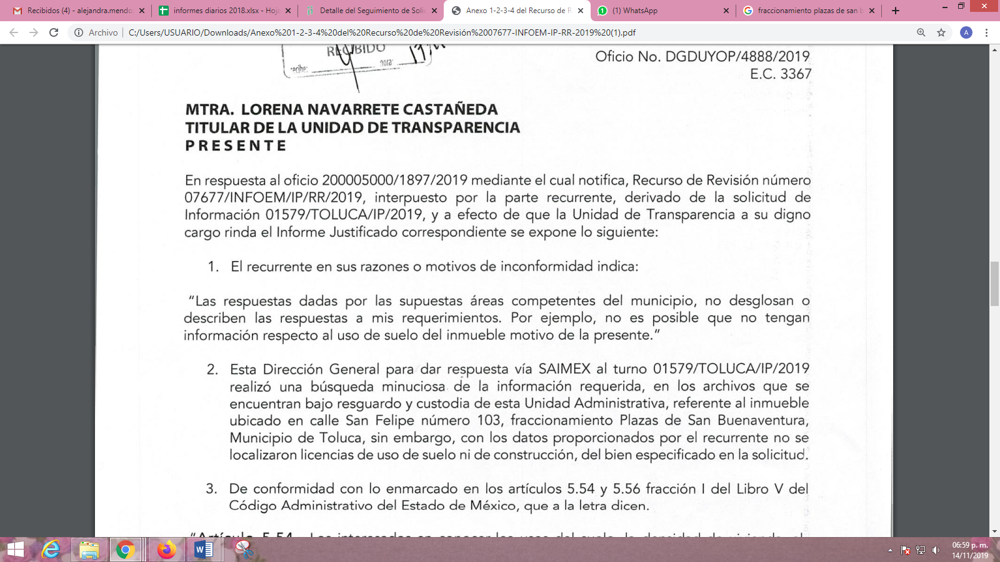 Recibidos (4) - alejandra.mendo
informes diarios 2018.xlsx - Hoja
Detalle del Seguimiento de Solic
Anexo 1-2-3-4 del Recurso de R
(1) WhatsApp
fraccionamiento plazas de san b
Archivo
C:/Users/USUARIO/Downloads/Anexo%201-2-3-4%20del%20Recurso%20de%20Revisión%2007677-INFOEM-IP-RR-2019%20(1).pdf
A
RECIBIDO
hora:
Oficio No. DGDUYOP/4888/2019
E.C. 3367
MTRA. LORENA NAVARRETE CASTAÑEDA
TITULAR DE LA UNIDAD DE TRANSPARENCIA
P R E S E N T E
En respuesta al oficio 200005000/1897/2019 mediante el cual notifica, Recurso de Revisión número
07677/INFOEM/IP/RR/2019, interpuesto por la parte recurrente, derivado de la solicitud de
Información 01579/TOLUCA/IP/2019, y a efecto de que la Unidad de Transparencia a su digno
cargo rinda el Informe Justificado correspondiente se expone lo siguiente:
1. El recurrente en sus razones o motivos de inconformidad indica:
“Las respuestas dadas por las supuestas áreas competentes del municipio, no desglosan o
describen las respuestas a mis requerimientos. Por ejemplo, no es posible que no tengan
información respecto al uso de suelo del inmueble motivo de la presente.”
2. Esta Dirección General para dar respuesta vía SAIMEX al turno 01579/TOLUCA/IP/2019
realizó una búsqueda minuciosa de la información requerida, en los archivos que se
encuentran bajo resguardo y custodia de esta Unidad Administrativa, referente al inmueble
ubicado en calle San Felipe número 103, fraccionamiento Plazas de San Buenaventura,
Municipio de Toluca, sin embargo, con los datos proporcionados por el recurrente no se
localizaron licencias de uso de suelo ni de construcción, del bien especificado en la solicitud.
3. De conformidad con lo enmarcado en los artículos 5.54 y 5.56 fracción I del Libro V del
Código Administrativo del Estado de México, que a la letra dicen.
“Artículo 5.54
06:59 p. m.
14/11/2019